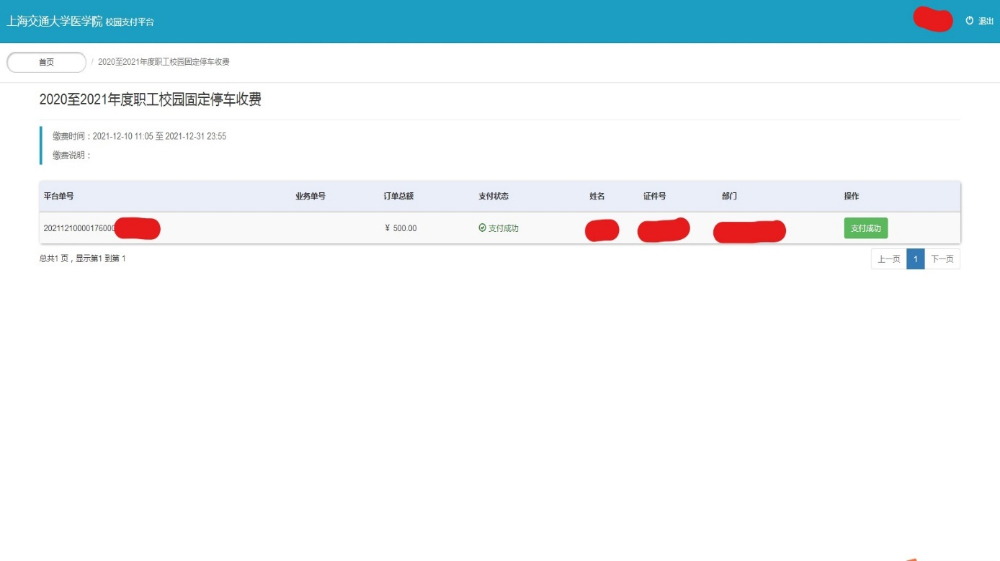 上海交通大学医学院 校园支付平台
退出
首页 / 2020至2021年度职工校园固定停车收费
2020至2021年度职工校园固定停车收费
缴费时间：2021-12-10 11:05 至 2021-12-31 23:55
缴费说明：
平台单号 业务单号 订单总额 支付状态 姓名 证件号 部门 操作
20211210000176000 ￥ 500.00 支付成功 支付成功
总共1 页，显示第1 到第 1
上一页 1 下一页